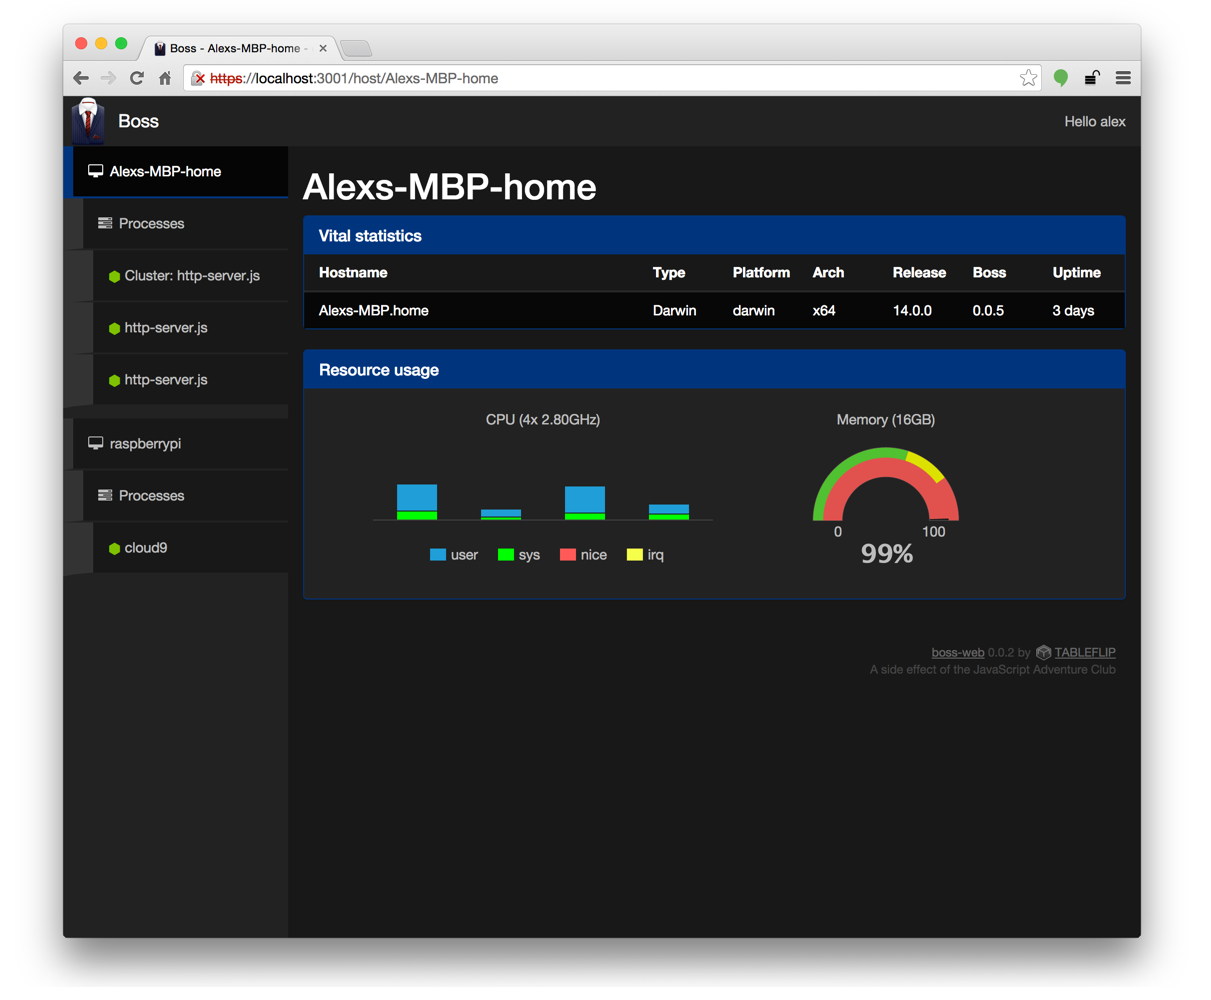 Boss - Alexs-MBP-home -
https://localhost:3001/host/Alexs-MBP-home
Boss
Hello alex
Alexs-MBP-home
Processes
Cluster: http-server.js
http-server.js
http-server.js
raspberrypi
Processes
cloud9
Alexs-MBP-home
Vital statistics
Hostname Type Platform Arch Release Boss Uptime
Alexs-MBP.home Darwin darwin x64 14.0.0 0.0.5 3 days
Resource usage
CPU (4x 2.80GHz)
user sys nice irq
Memory (16GB)
0 100
99%
boss-web 0.0.2 by TABLEFLIP
A side effect of the JavaScript Adventure Club